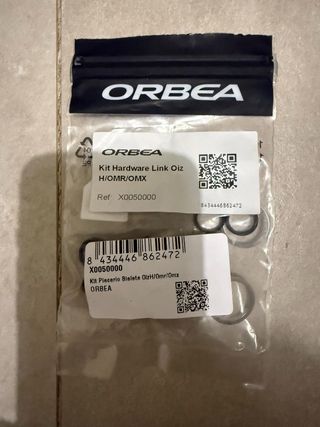 ORBEA
ORBEA
Kit Hardware Link Oiz
H/OMR/OMX
Ref X0050000
8434446862472
8 434446 862472
X0050000
Kit Piecerio Bieleta OizH/Omr/Omx
ORBEA